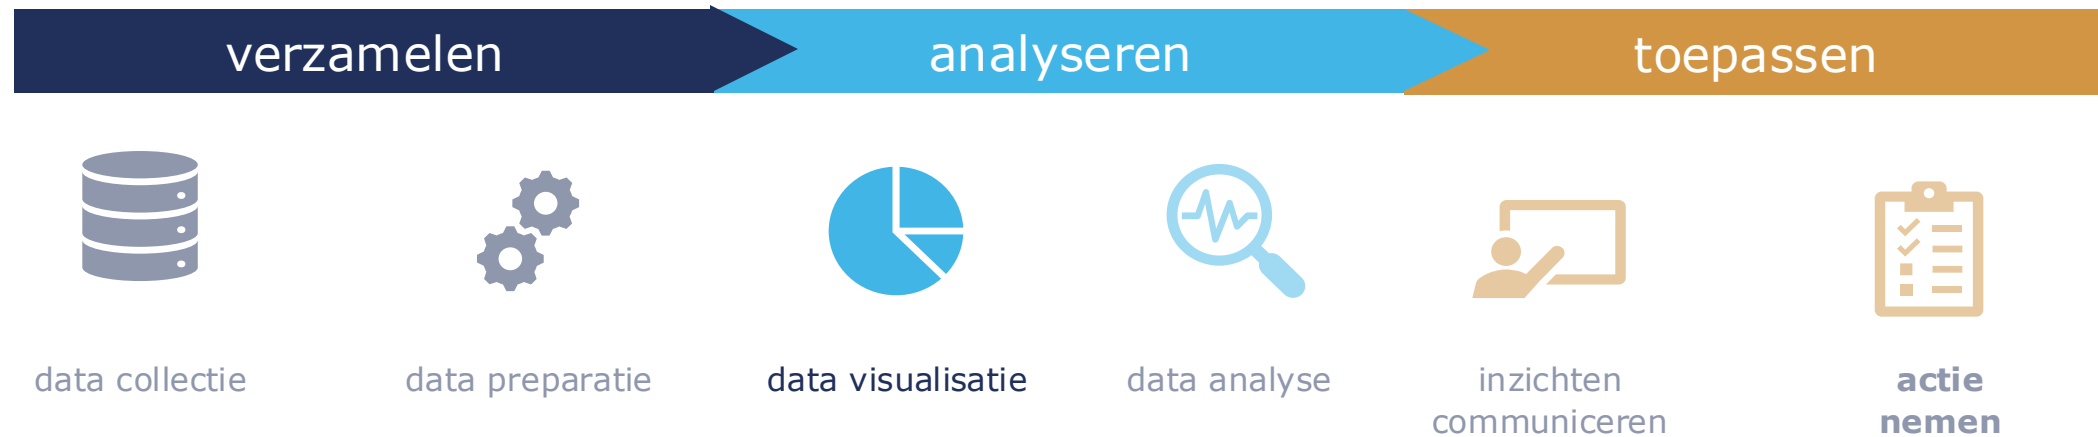 verzamelen
analyseren
toepassen
data collectie
data preparatie
data visualisatie
data analyse
inzichten
communiceren
actie
nemen